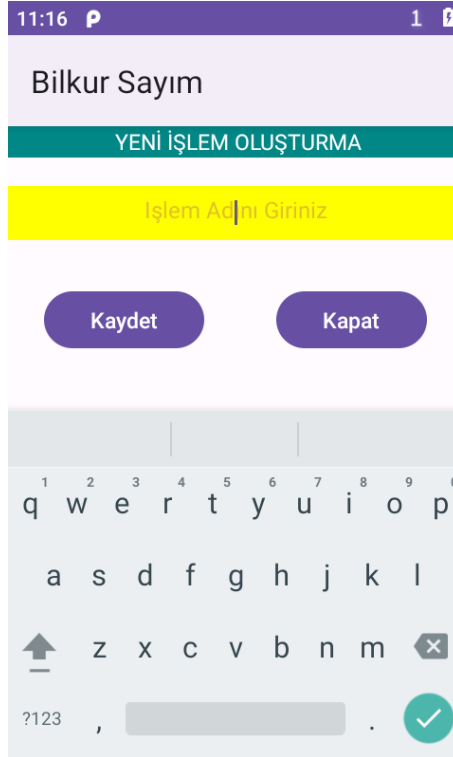 11:16 1
Bilkur Sayım
YENİ İŞLEM OLUŞTURMA
Işlem Adını Giriniz
Kaydet Kapat
1 2 3 4 5 6 7 8 9 0
q w e r t y u i o p
a s d f g h j k l
z x c v b n m
?123 , .